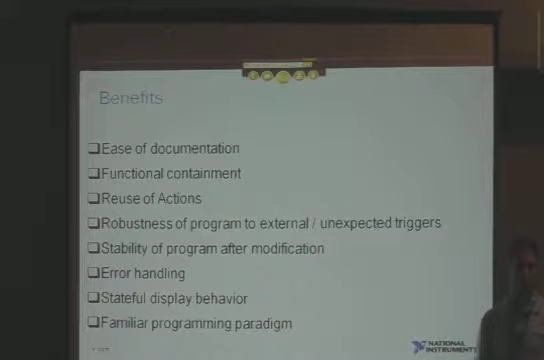 Benefits
Ease of documentation
Functional containment
Reuse of Actions
Robustness of program to external / unexpected triggers
Stability of program after modification
Error handling
Stateful display behavior
Familiar programming paradigm
NATIONAL
INSTRUMENTS